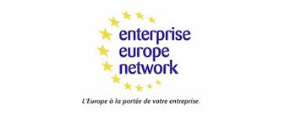 enterprise
europe
network
L'Europe à la portée de votre entreprise.